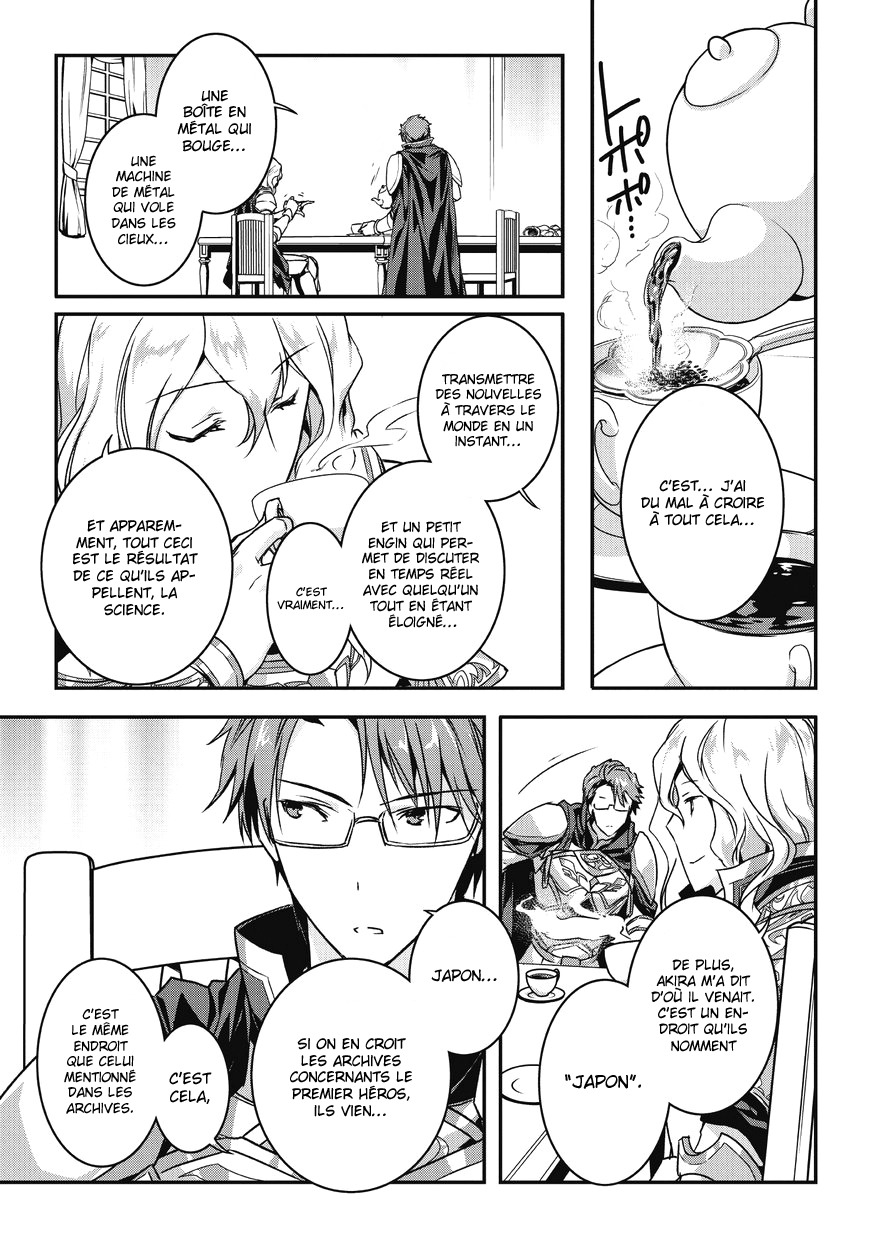 トポポ…
C'EST... J'AI
DU MAL À CROIRE
À TOUT CELA...
UNE
BOÎTE EN
MÉTAL QUI
BOUGE...
UNE
MACHINE
DE MÉTAL
QUI VOLE
DANS LES
CIEUX...
TRANSMETTRE
DES NOUVELLES
À TRAVERS LE
MONDE EN UN
INSTANT...
ET UN PETIT
ENGIN QUI PER-
MET DE DISCUTER
EN TEMPS RÉEL
AVEC QUELQU'UN
TOUT EN ÉTANT
ÉLOIGNÉ...
C'EST
VRAIMENT...
ET APPAREM-
MENT, TOUT CECI
EST LE RÉSULTAT
DE CE QU'ILS AP-
PELLENT, LA
SCIENCE.
DE PLUS,
AKIRA M'A DIT
D'OÙ IL VENAIT.
C'EST UN EN-
DROIT QU'ILS
NOMMENT
"JAPON".
JAPON...
SI ON EN CROIT
LES ARCHIVES
CONCERNANTS LE
PREMIER HÉROS,
ILS VIEN...
C'EST
CELA,
C'EST
LE MÊME
ENDROIT
QUE CELUI
MENTIONNÉ
DANS LES
ARCHIVES.